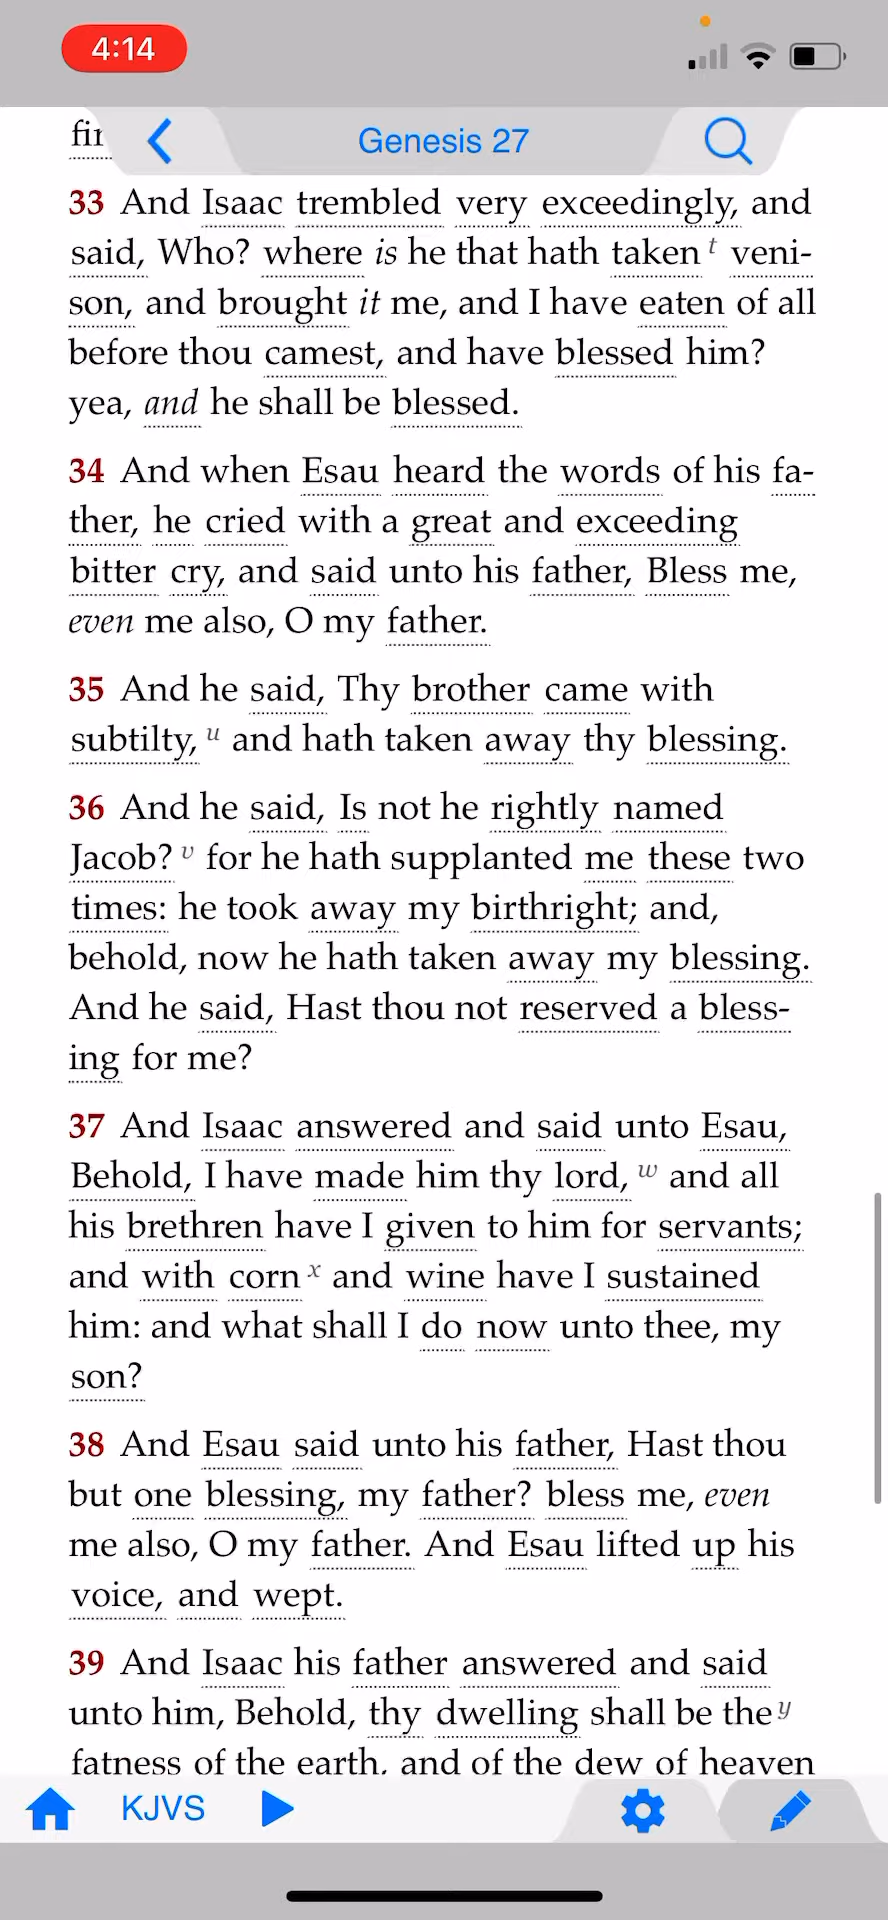 4:14
Genesis 27
33 And Isaac trembled very exceedingly, and
said, Who? where is he that hath taken t veni-
son, and brought it me, and I have eaten of all
before thou camest, and have blessed him?
yea, and he shall be blessed.
34 And when Esau heard the words of his fa-
ther, he cried with a great and exceeding
bitter cry, and said unto his father, Bless me,
even me also, O my father.
35 And he said, Thy brother came with
subtilty, u and hath taken away thy blessing.
36 And he said, Is not he rightly named
Jacob? v for he hath supplanted me these two
times: he took away my birthright; and,
behold, now he hath taken away my blessing.
And he said, Hast thou not reserved a bless-
ing for me?
37 And Isaac answered and said unto Esau,
Behold, I have made him thy lord, w and all
his brethren have I given to him for servants;
and with corn x and wine have I sustained
him: and what shall I do now unto thee, my
son?
38 And Esau said unto his father, Hast thou
but one blessing, my father? bless me, even
me also, O my father. And Esau lifted up his
voice, and wept.
39 And Isaac his father answered and said
unto him, Behold, thy dwelling shall be the y
fatness of the earth, and of the dew of heaven
KJVS